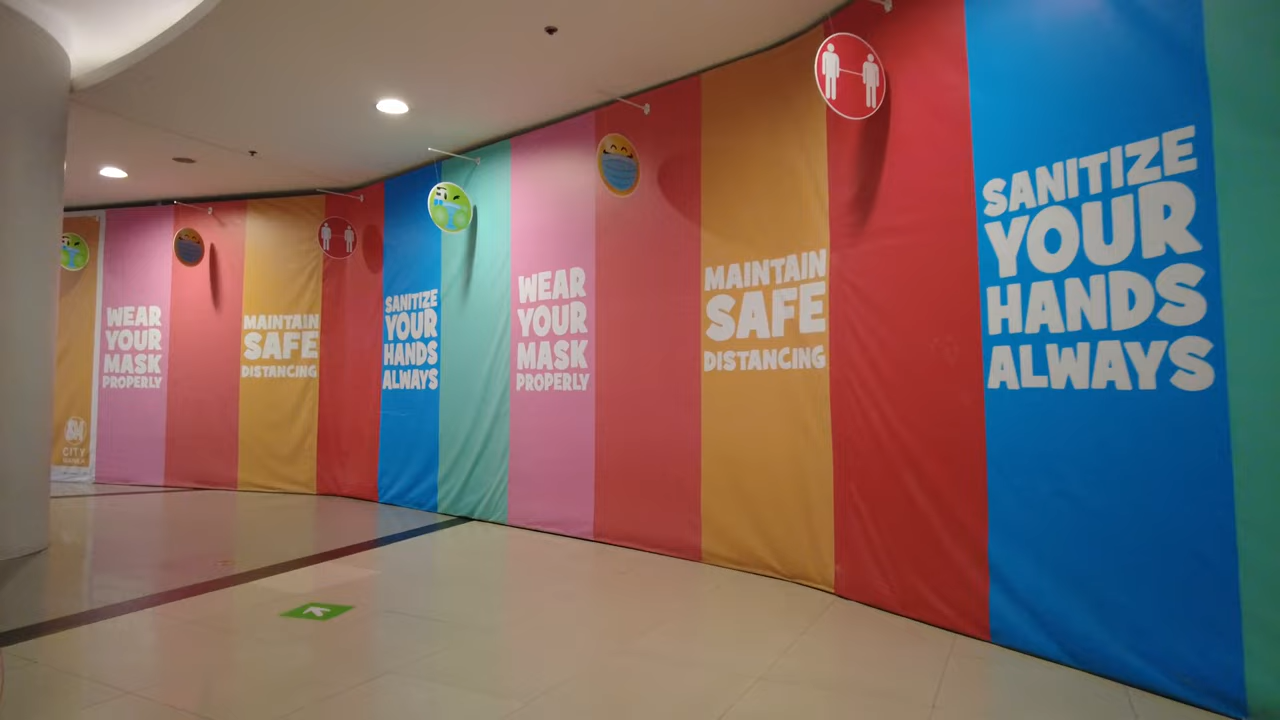 WEAR
YOUR
MASK
PROPERLY
MAINTAIN
SAFE
DISTANCING
SANITIZE
YOUR
HANDS
ALWAYS
WEAR
YOUR
MASK
PROPERLY
MAINTAIN
SAFE
DISTANCING
SANITIZE
YOUR
HANDS
ALWAYS
SM
CITY